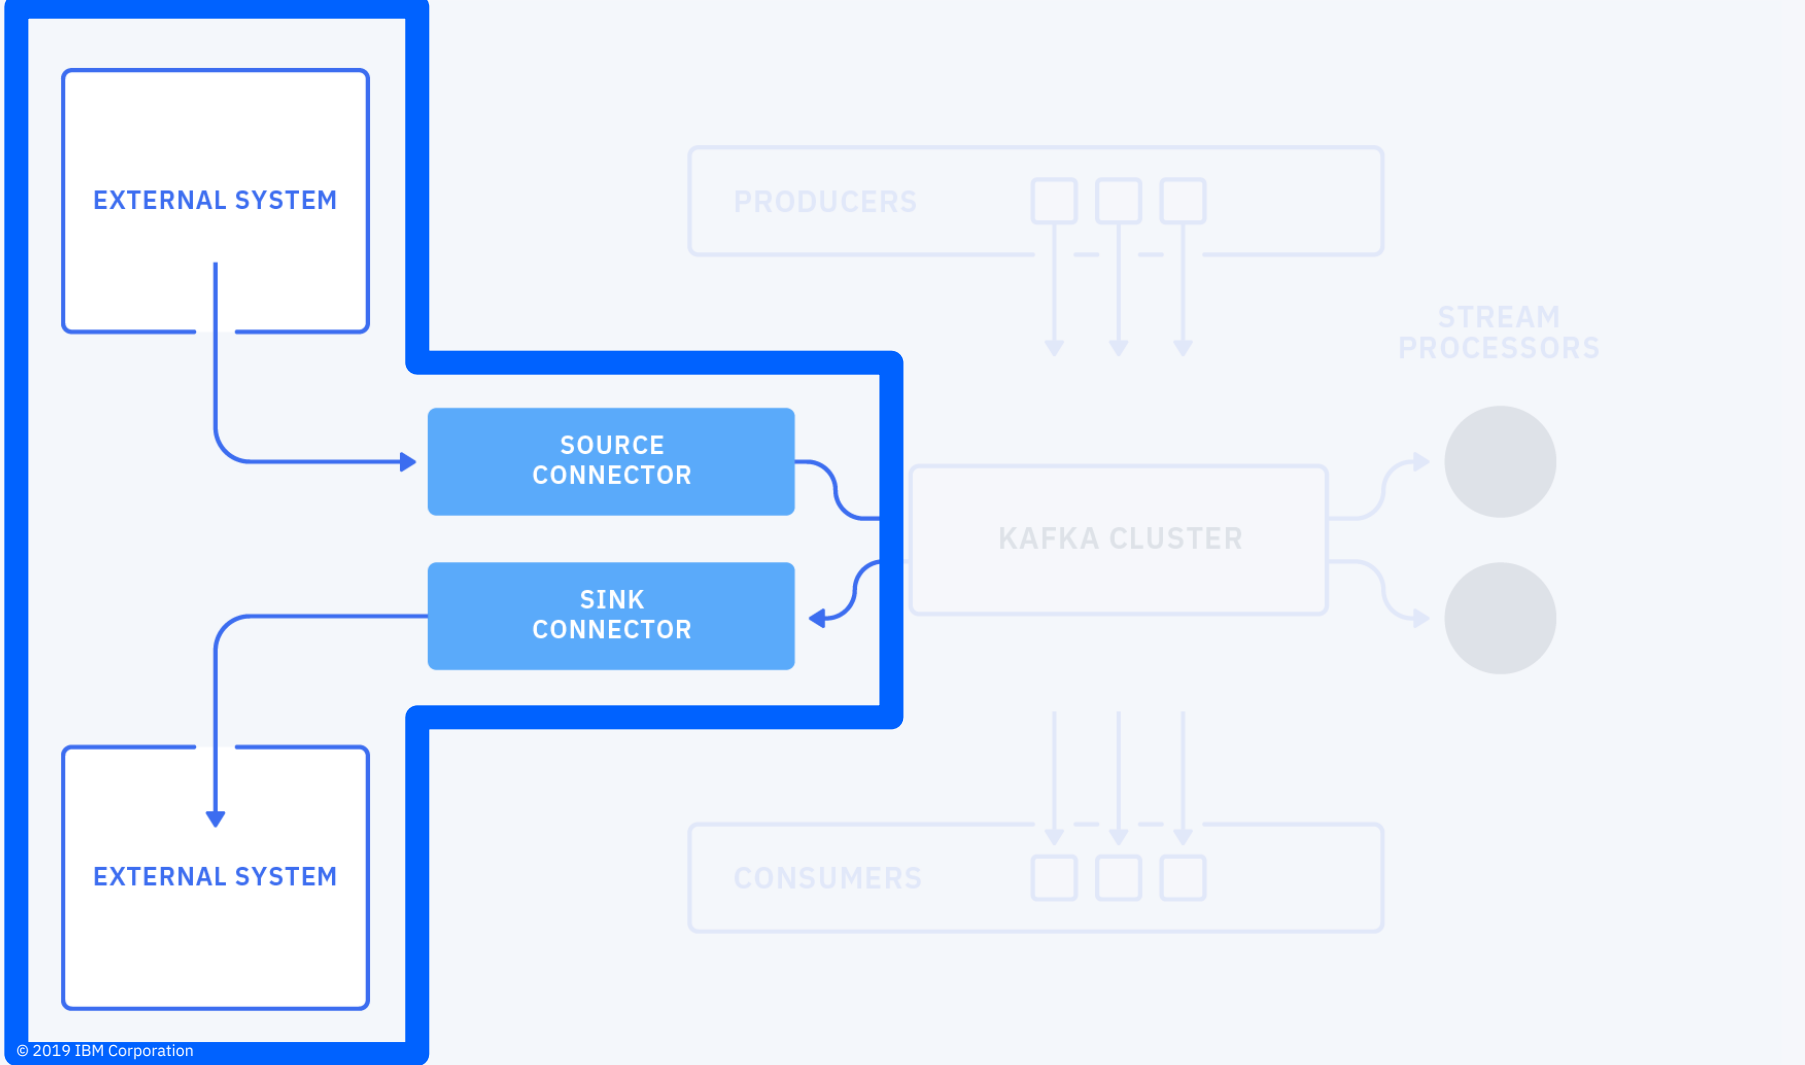 EXTERNAL SYSTEM
PRODUCERS
STREAM
PROCESSORS
SOURCE
CONNECTOR
KAFKA CLUSTER
SINK
CONNECTOR
EXTERNAL SYSTEM
CONSUMERS
© 2019 IBM Corporation